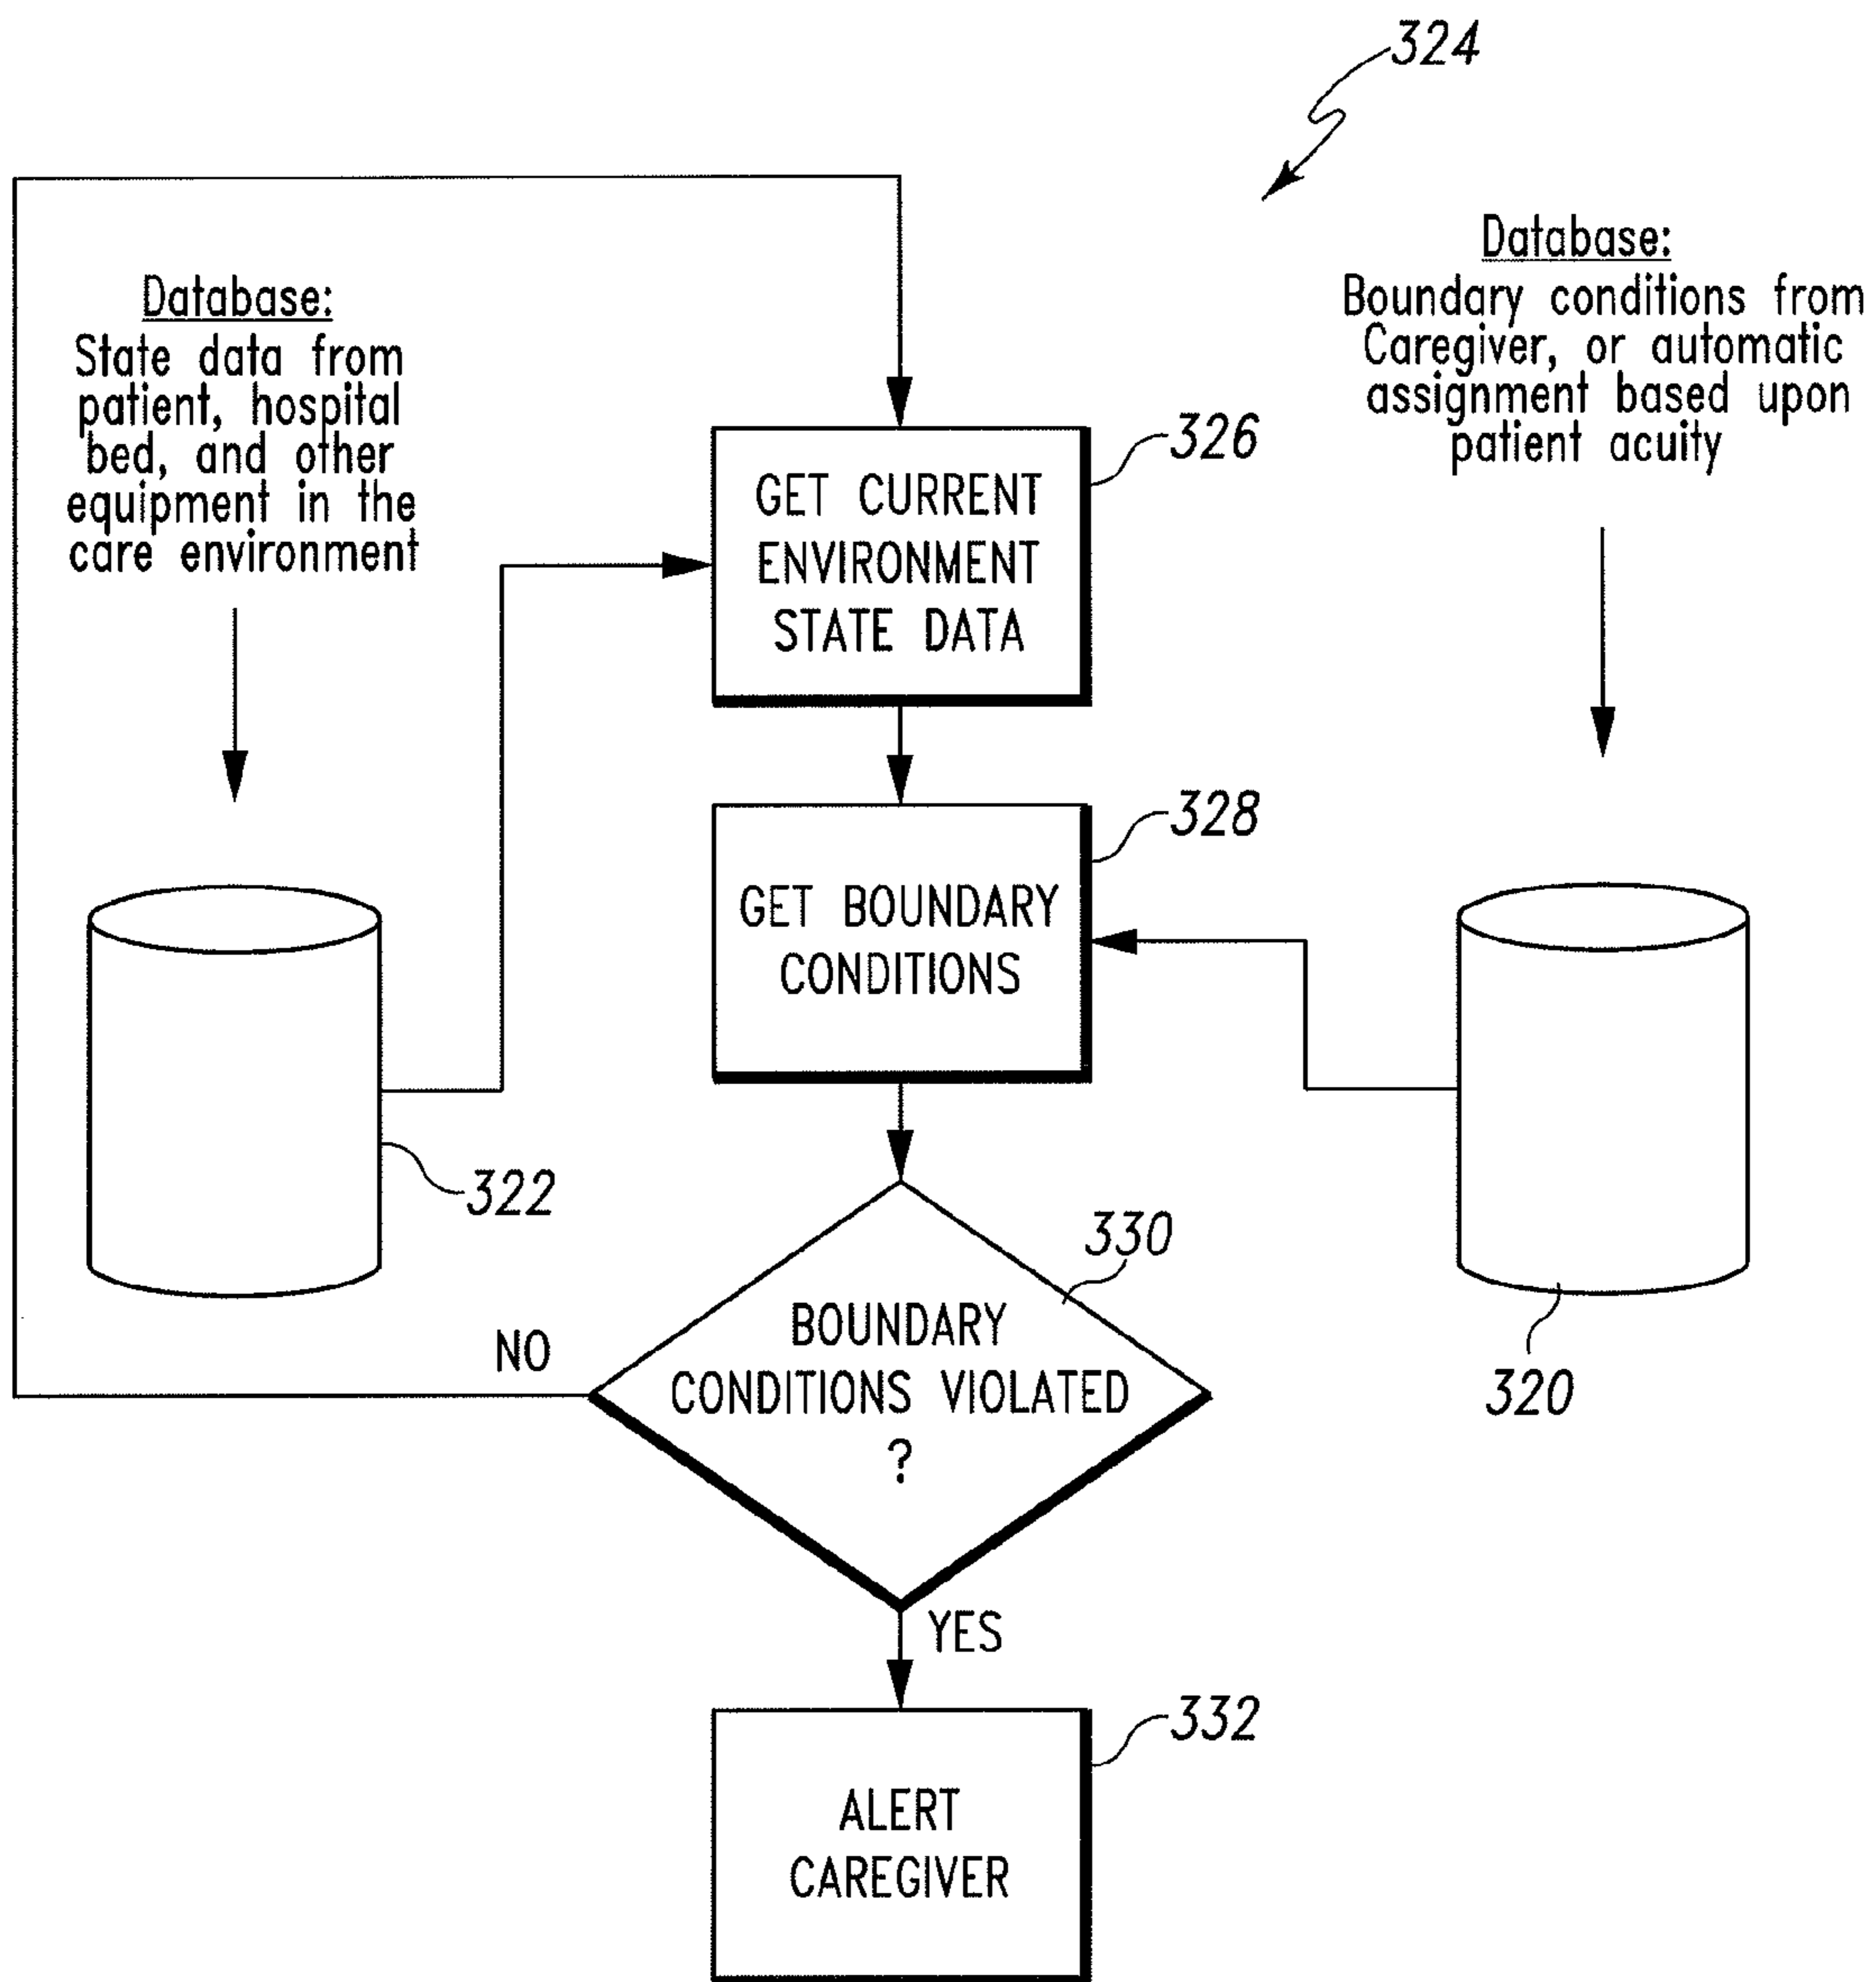 324
Database:
State data from
patient, hospital
bed, and other
equipment in the
care environment
Database:
Boundary conditions from
Caregiver, or automatic
assignment based upon
patient acuity
326
GET CURRENT
ENVIRONMENT
STATE DATA
328
GET BOUNDARY
CONDITIONS
322
320
330
BOUNDARY
CONDITIONS VIOLATED
?
NO
YES
332
ALERT
CAREGIVER